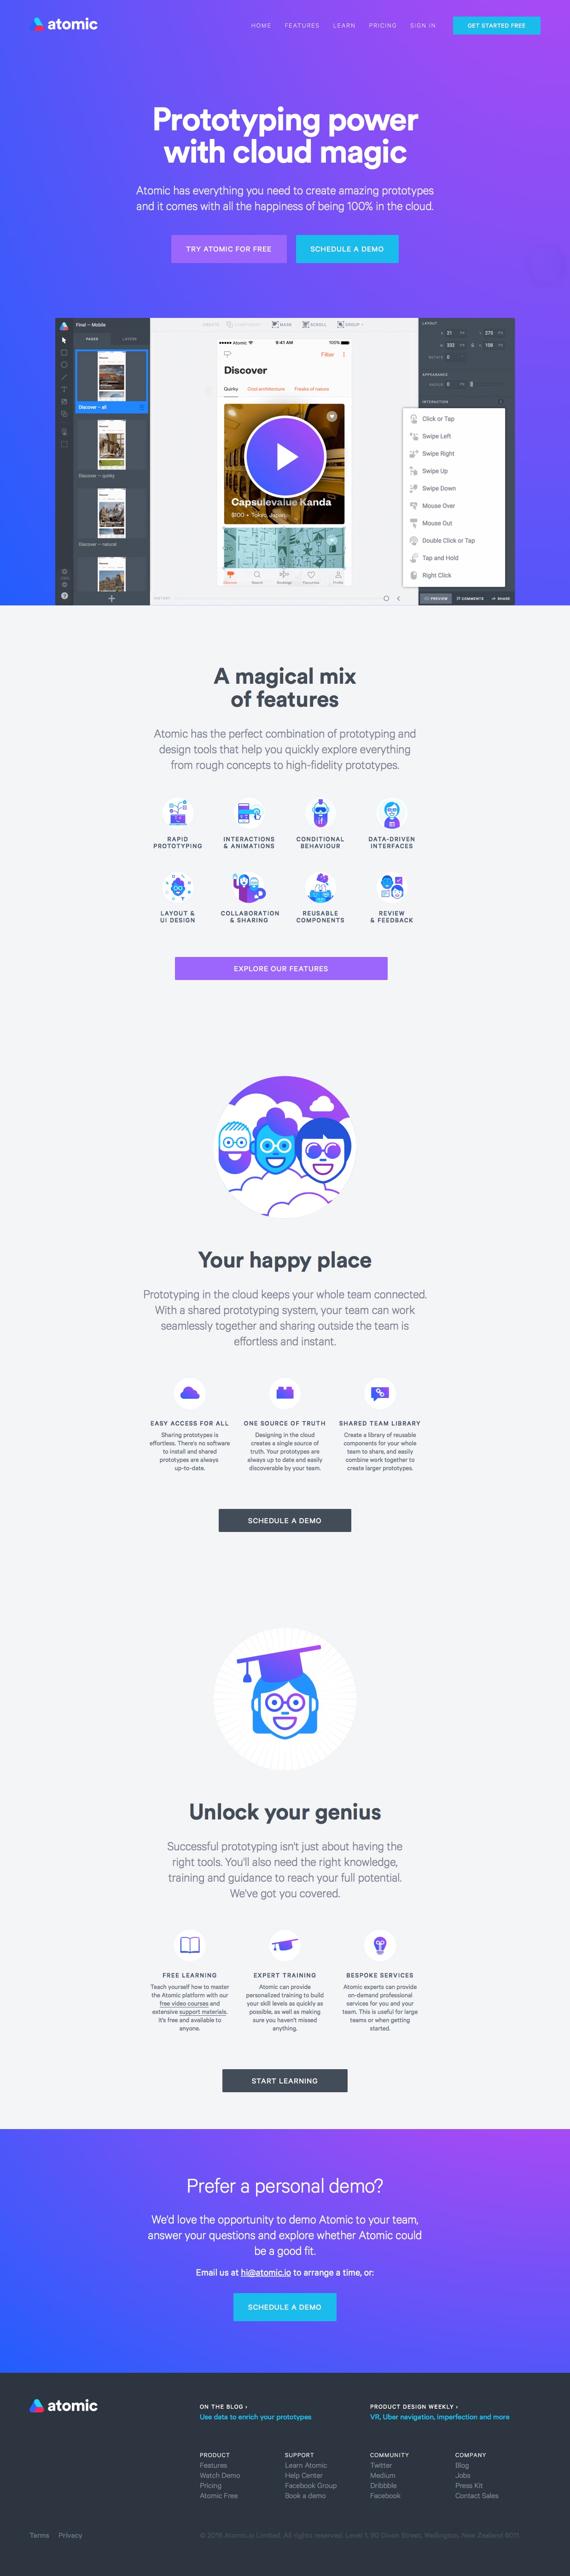 atomic
HOME FEATURES LEARN PRICING SIGN IN GET STARTED FREE
Prototyping power
with cloud magic
Atomic has everything you need to create amazing prototypes
and it comes with all the happiness of being 100% in the cloud.
TRY ATOMIC FOR FREE
SCHEDULE A DEMO
Final — Mobile
PAGES LAYERS
Discover – all
Discover – quirky
Discover – natural
CREATE COMPONENT MASK SCROLL GROUP
Atomic 9:41 AM 100%
Filter
Discover
Quirky Cool architecture Freaks of nature
Capsulevalue Kanda
$100 • Tokyo, Japan
Discover Search Bookings Favourites Profile
HISTORY
LAYOUT
X 21 PX Y 270 PX
W 332 PX H 108 PX
ROTATE 0
APPEARANCE
RADIUS 0 PX
INTERACTION
Click or Tap
Swipe Left
Swipe Right
Swipe Up
Swipe Down
Mouse Over
Mouse Out
Double Click or Tap
Tap and Hold
Right Click
PREVIEW COMMENTS SHARE
A magical mix
of features
Atomic has the perfect combination of prototyping and
design tools that help you quickly explore everything
from rough concepts to high-fidelity prototypes.
RAPID
PROTOTYPING
INTERACTIONS
& ANIMATIONS
CONDITIONAL
BEHAVIOUR
DATA-DRIVEN
INTERFACES
LAYOUT &
UI DESIGN
COLLABORATION
& SHARING
REUSABLE
COMPONENTS
REVIEW
& FEEDBACK
EXPLORE OUR FEATURES
Your happy place
Prototyping in the cloud keeps your whole team connected.
With a shared prototyping system, your team can work
seamlessly together and sharing outside the team is
effortless and instant.
EASY ACCESS FOR ALL
Sharing prototypes is
effortless. There's no software
to install and shared
prototypes are always
up-to-date.
ONE SOURCE OF TRUTH
Designing in the cloud
creates a single source of
truth. Your prototypes are
always up to date and easily
discoverable by your team.
SHARED TEAM LIBRARY
Create a library of reusable
components for your whole
team to share, and easily
combine work together to
create larger prototypes.
SCHEDULE A DEMO
Unlock your genius
Successful prototyping isn't just about having the
right tools. You'll also need the right knowledge,
training and guidance to reach your full potential.
We've got you covered.
FREE LEARNING
Teach yourself how to master
the Atomic platform with our
free video courses and
extensive support materials.
It's free and available to
anyone.
EXPERT TRAINING
Atomic can provide
personalized training to build
your skill levels as quickly as
possible, as well as making
sure you haven't missed
anything.
BESPOKE SERVICES
Atomic experts can provide
on-demand professional
services for you and your
team. This is useful for large
teams or when getting
started.
START LEARNING
Prefer a personal demo?
We'd love the opportunity to demo Atomic to your team,
answer your questions and explore whether Atomic could
be a good fit.
Email us at hi@atomic.io to arrange a time, or:
SCHEDULE A DEMO
atomic
ON THE BLOG ›
Use data to enrich your prototypes
PRODUCT DESIGN WEEKLY ›
VR, Uber navigation, imperfection and more
PRODUCT
Features
Watch Demo
Pricing
Atomic Free
SUPPORT
Learn Atomic
Help Center
Facebook Group
Book a demo
COMMUNITY
Twitter
Medium
Dribbble
Facebook
COMPANY
Blog
Jobs
Press Kit
Contact Sales
Terms Privacy
© 2018 Atomic.io Limited. All rights reserved. Level 1, 90 Dixon Street, Wellington, New Zealand 6011